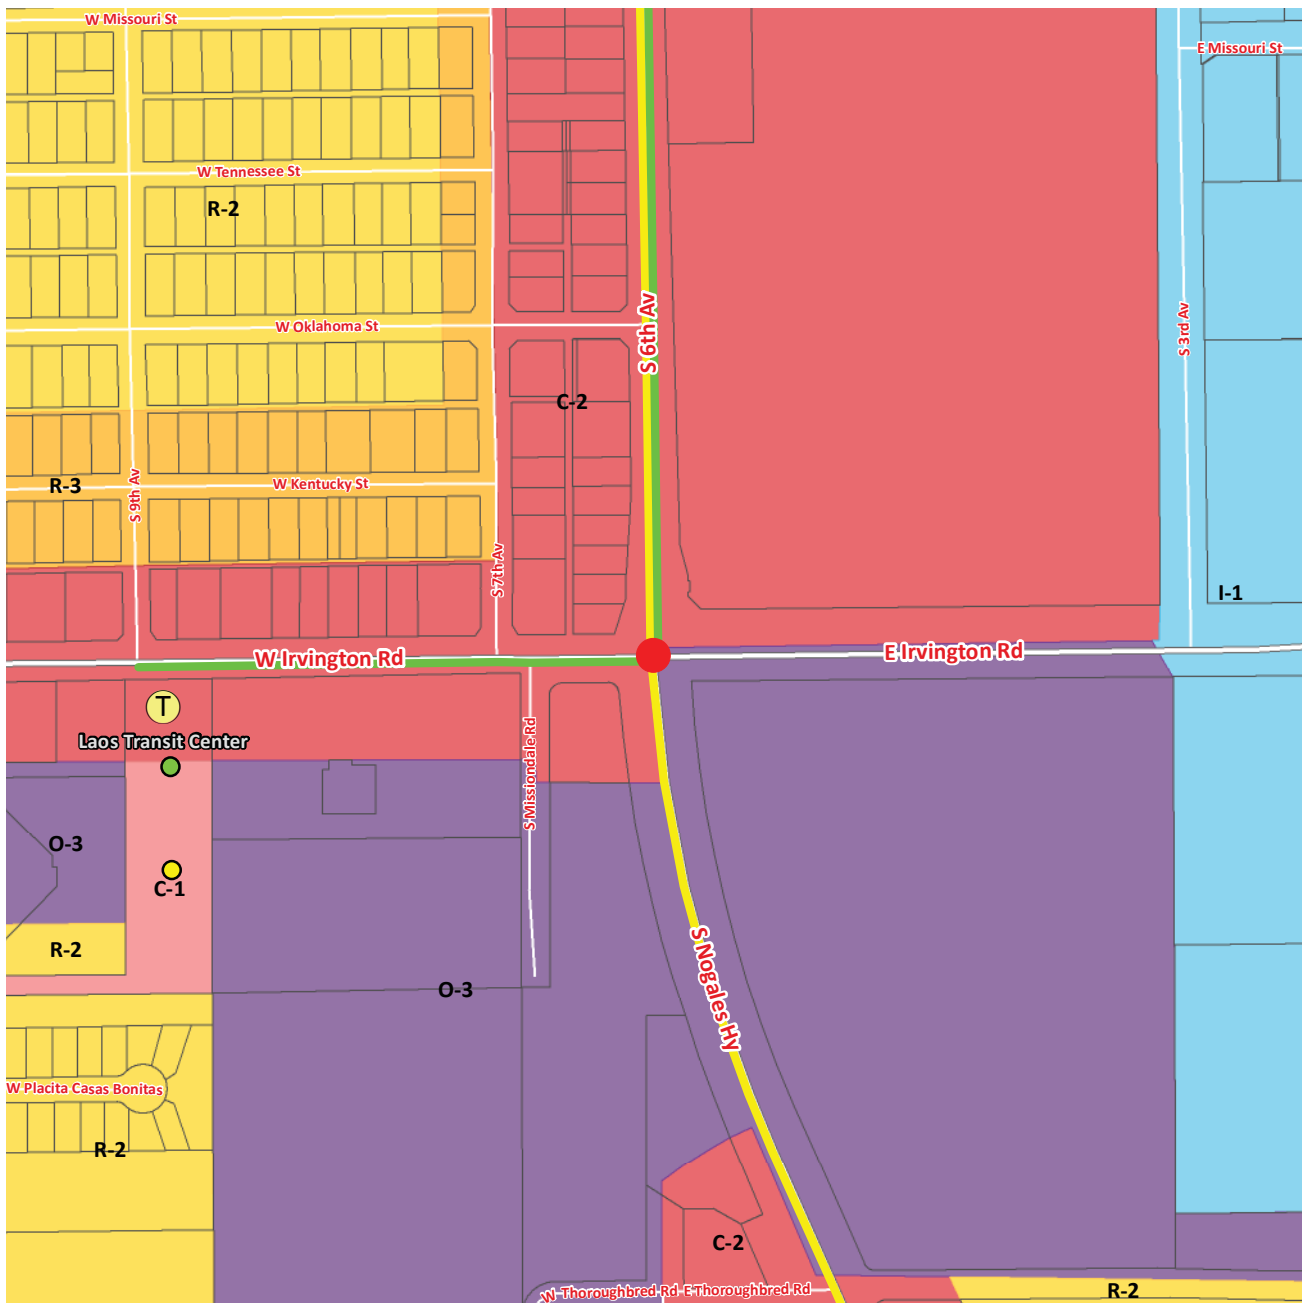 W Missouri St
E Missouri St
W Tennessee St
R-2
S 6th Av
W Oklahoma St
S 3rd Av
C-2
R-3
W Kentucky St
S 9th Av
S 7th Av
I-1
W Irvington Rd
E Irvington Rd
T
Laos Transit Center
S Missiondale Rd
O-3
C-1
R-2
S Nogales Hy
O-3
W Placita Casas Bonitas
R-2
C-2
W Thoroughbred Rd
E Thoroughbred Rd
R-2